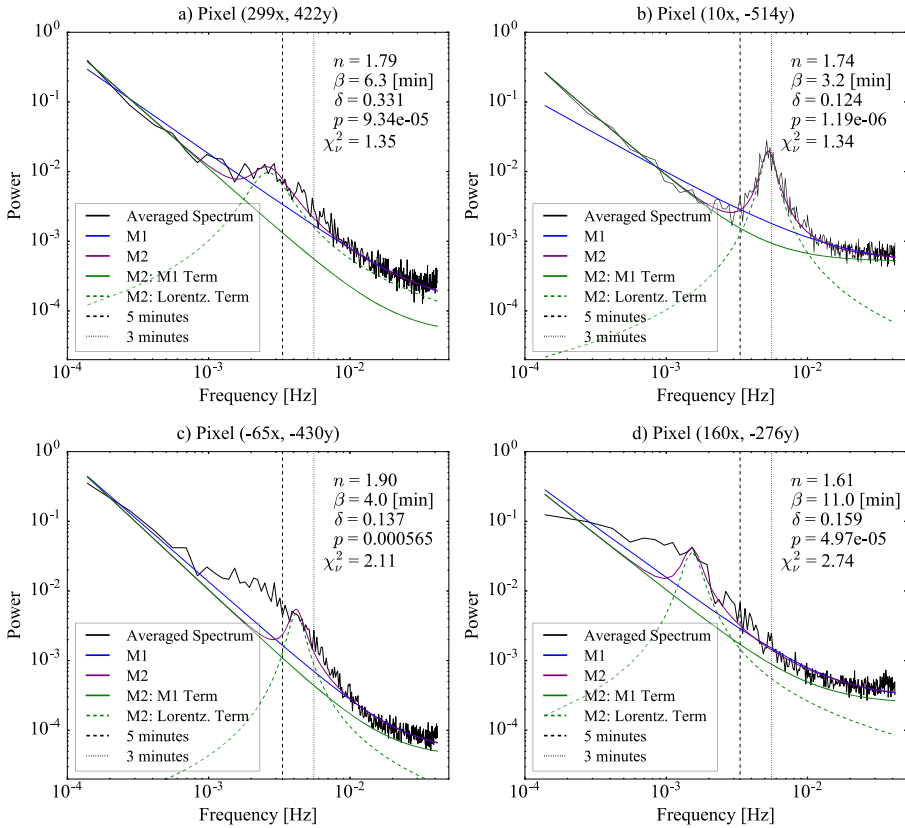 a) Pixel (299x, 422y)
10⁰
10⁻¹
10⁻²
10⁻³
10⁻⁴
Power
n = 1.79
β = 6.3 [min]
δ = 0.331
p = 9.34e-05
χ²ᵥ = 1.35
Averaged Spectrum
M1
M2
M2: M1 Term
M2: Lorentz. Term
5 minutes
3 minutes
10⁻⁴ 10⁻³ 10⁻²
Frequency [Hz]
b) Pixel (10x, -514y)
10⁰
10⁻¹
10⁻²
10⁻³
10⁻⁴
Power
n = 1.74
β = 3.2 [min]
δ = 0.124
p = 1.19e-06
χ²ᵥ = 1.34
Averaged Spectrum
M1
M2
M2: M1 Term
M2: Lorentz. Term
5 minutes
3 minutes
10⁻⁴ 10⁻³ 10⁻²
Frequency [Hz]
c) Pixel (-65x, -430y)
10⁰
10⁻¹
10⁻²
10⁻³
10⁻⁴
Power
n = 1.90
β = 4.0 [min]
δ = 0.137
p = 0.000565
χ²ᵥ = 2.11
Averaged Spectrum
M1
M2
M2: M1 Term
M2: Lorentz. Term
5 minutes
3 minutes
10⁻⁴ 10⁻³ 10⁻²
Frequency [Hz]
d) Pixel (160x, -276y)
10⁰
10⁻¹
10⁻²
10⁻³
10⁻⁴
Power
n = 1.61
β = 11.0 [min]
δ = 0.159
p = 4.97e-05
χ²ᵥ = 2.74
Averaged Spectrum
M1
M2
M2: M1 Term
M2: Lorentz. Term
5 minutes
3 minutes
10⁻⁴ 10⁻³ 10⁻²
Frequency [Hz]